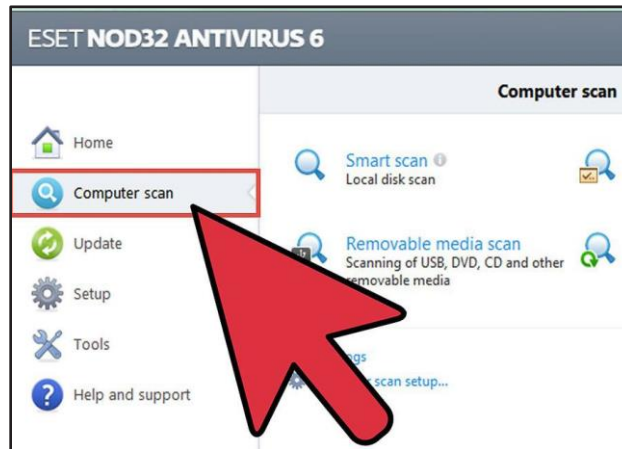 ESET NOD32 ANTIVIRUS 6
Computer scan
Home
Computer scan
Update
Setup
Tools
Help and support
Smart scan
Local disk scan
Removable media scan
Scanning of USB, DVD, CD and other
removable media
scan setup...